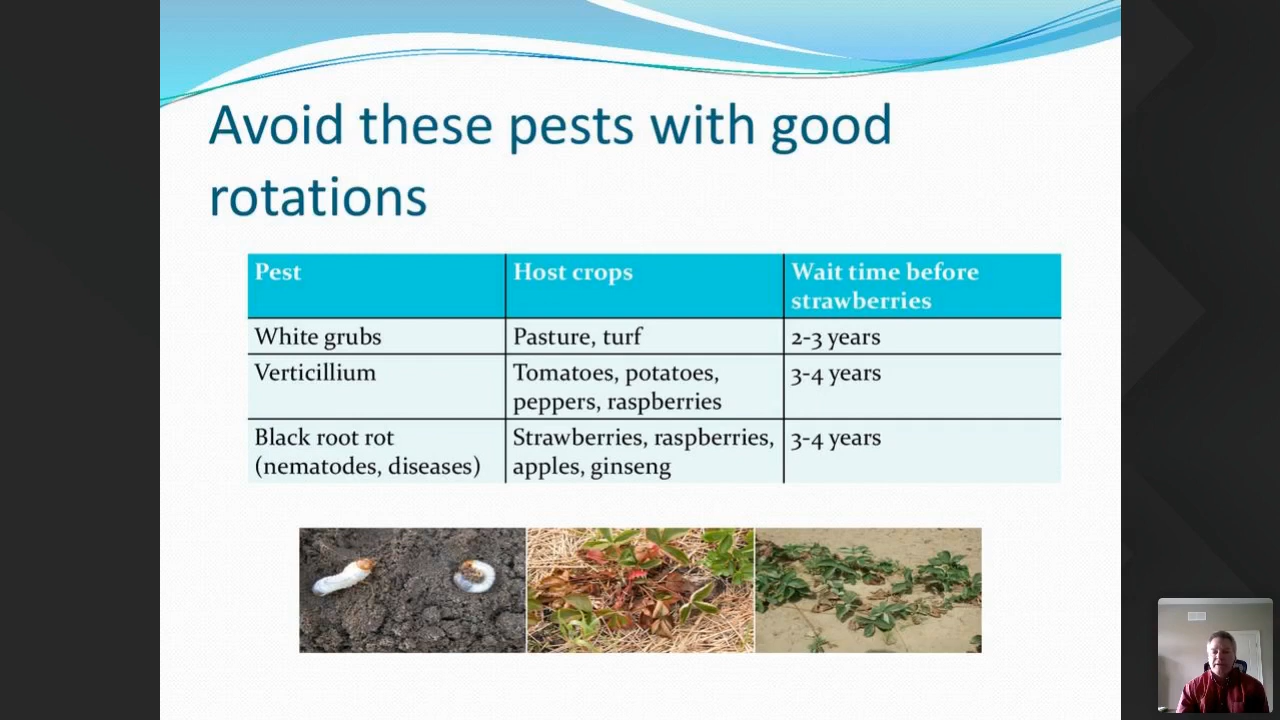 Avoid these pests with good
rotations
Pest
Host crops
Wait time before
strawberries
White grubs
Pasture, turf
2-3 years
Verticillium
Tomatoes, potatoes,
peppers, raspberries
3-4 years
Black root rot
(nematodes, diseases)
Strawberries, raspberries,
apples, ginseng
3-4 years